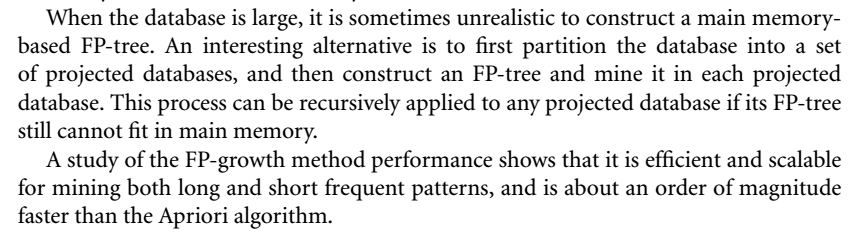 When the database is large, it is sometimes unrealistic to construct a main memory-
based FP-tree. An interesting alternative is to first partition the database into a set
of projected databases, and then construct an FP-tree and mine it in each projected
database. This process can be recursively applied to any projected database if its FP-tree
still cannot fit in main memory.
A study of the FP-growth method performance shows that it is efficient and scalable
for mining both long and short frequent patterns, and is about an order of magnitude
faster than the Apriori algorithm.